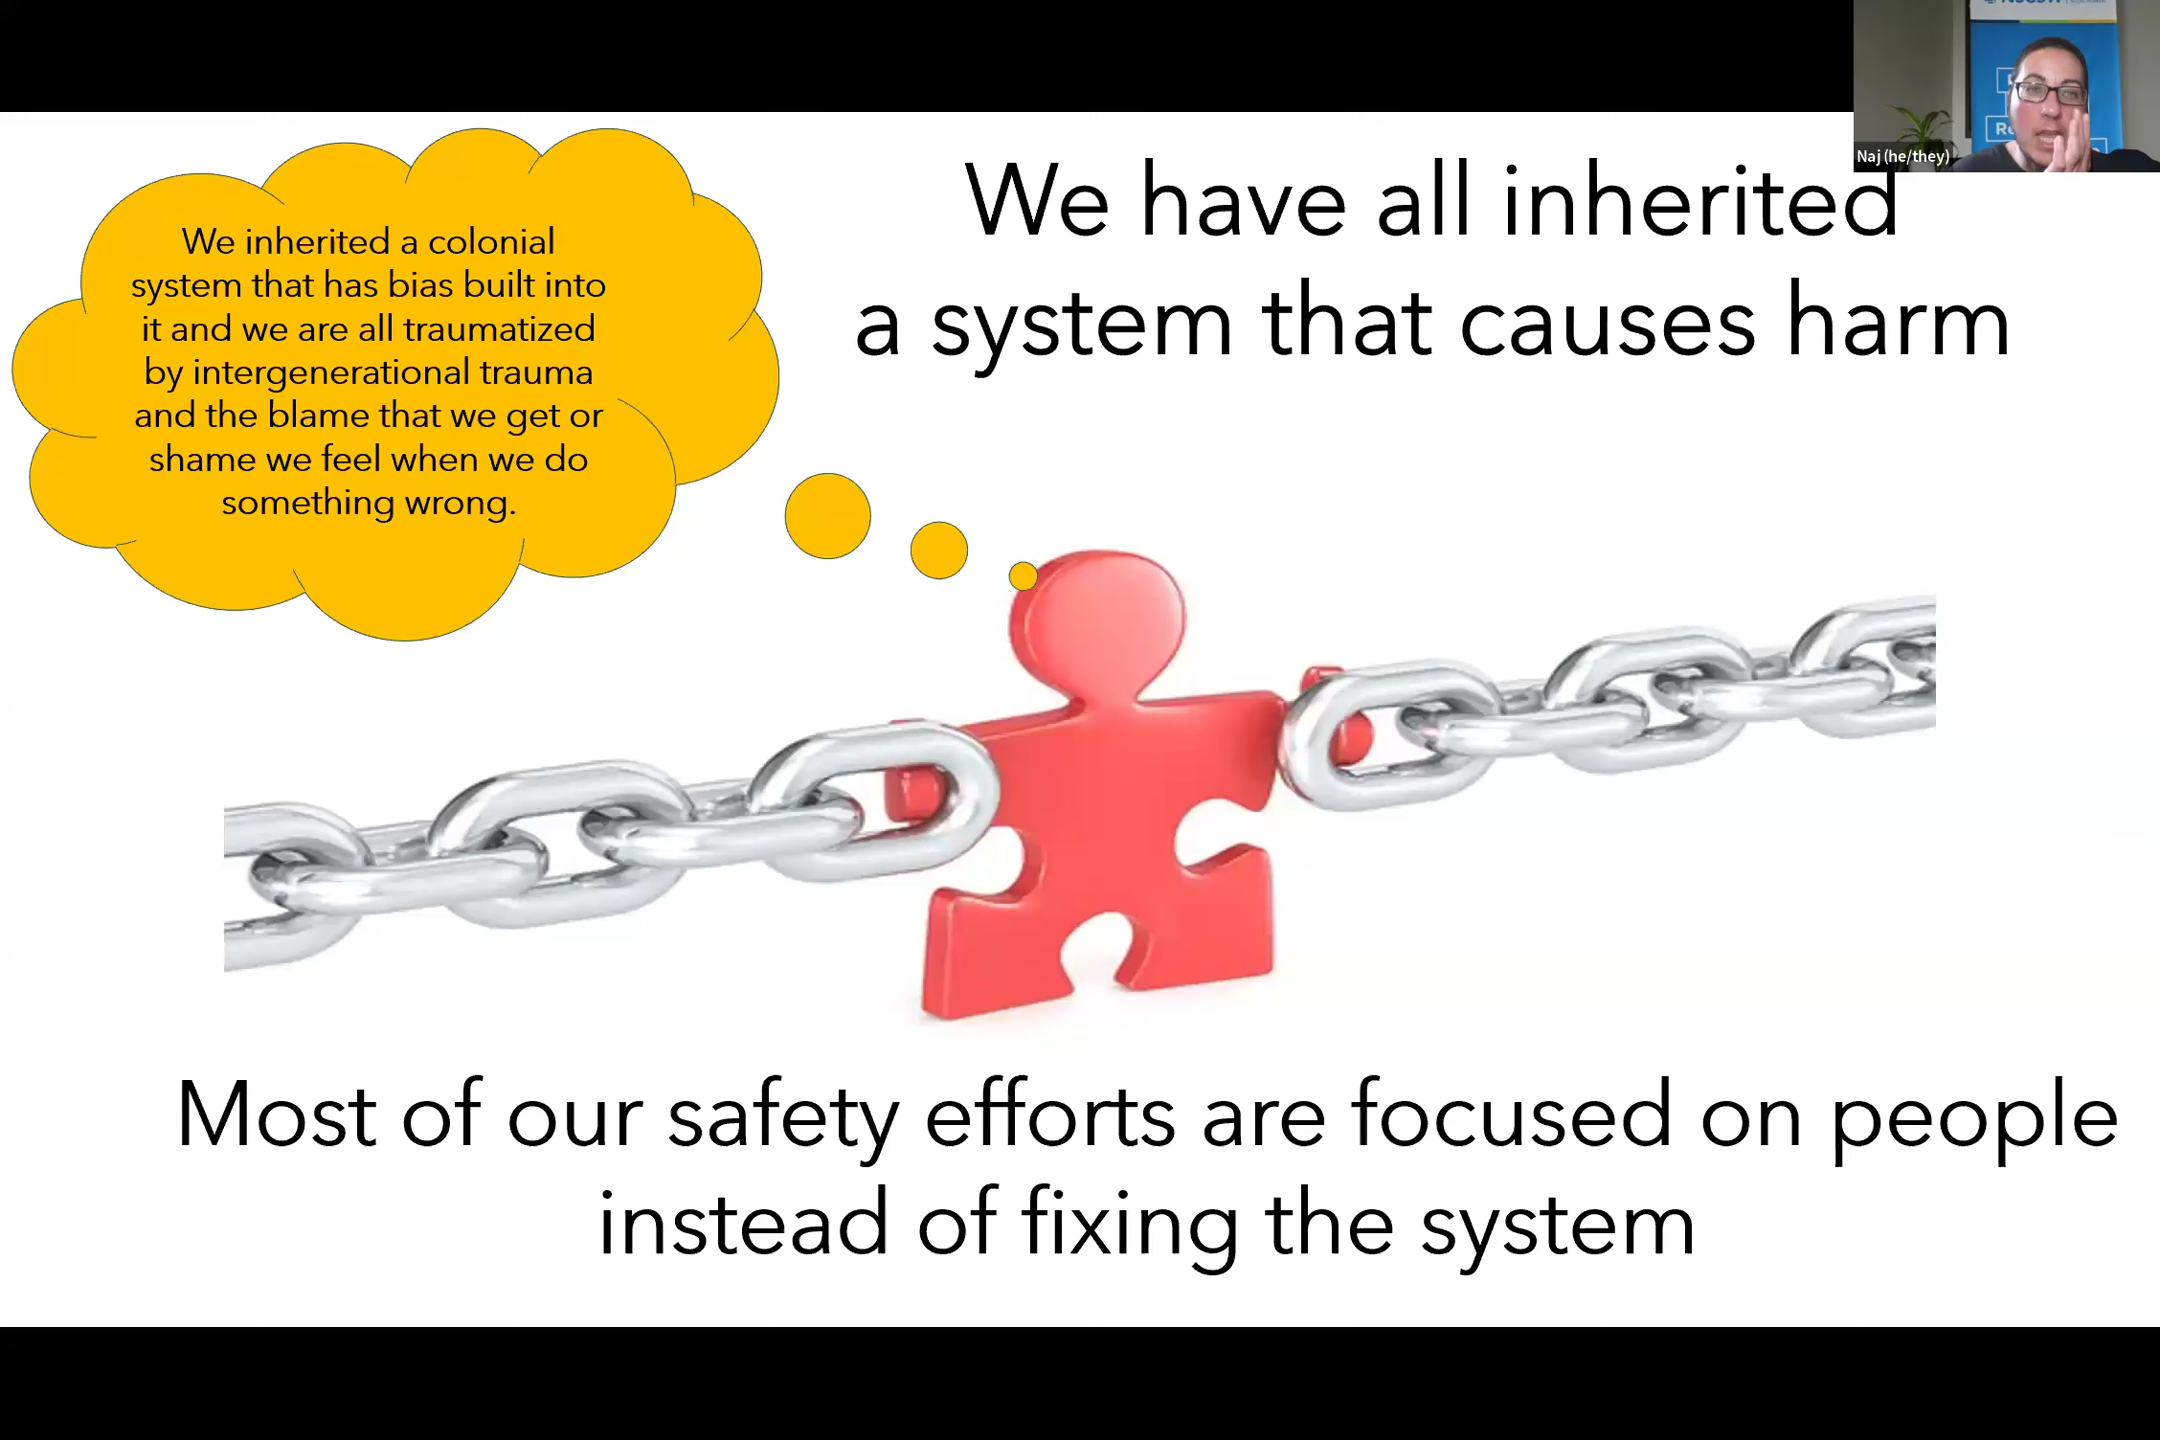 We inherited a colonial
system that has bias built into
it and we are all traumatized
by intergenerational trauma
and the blame that we get or
shame we feel when we do
something wrong.
We have all inherited
a system that causes harm
Most of our safety efforts are focused on people
instead of fixing the system
Naj (he/they)